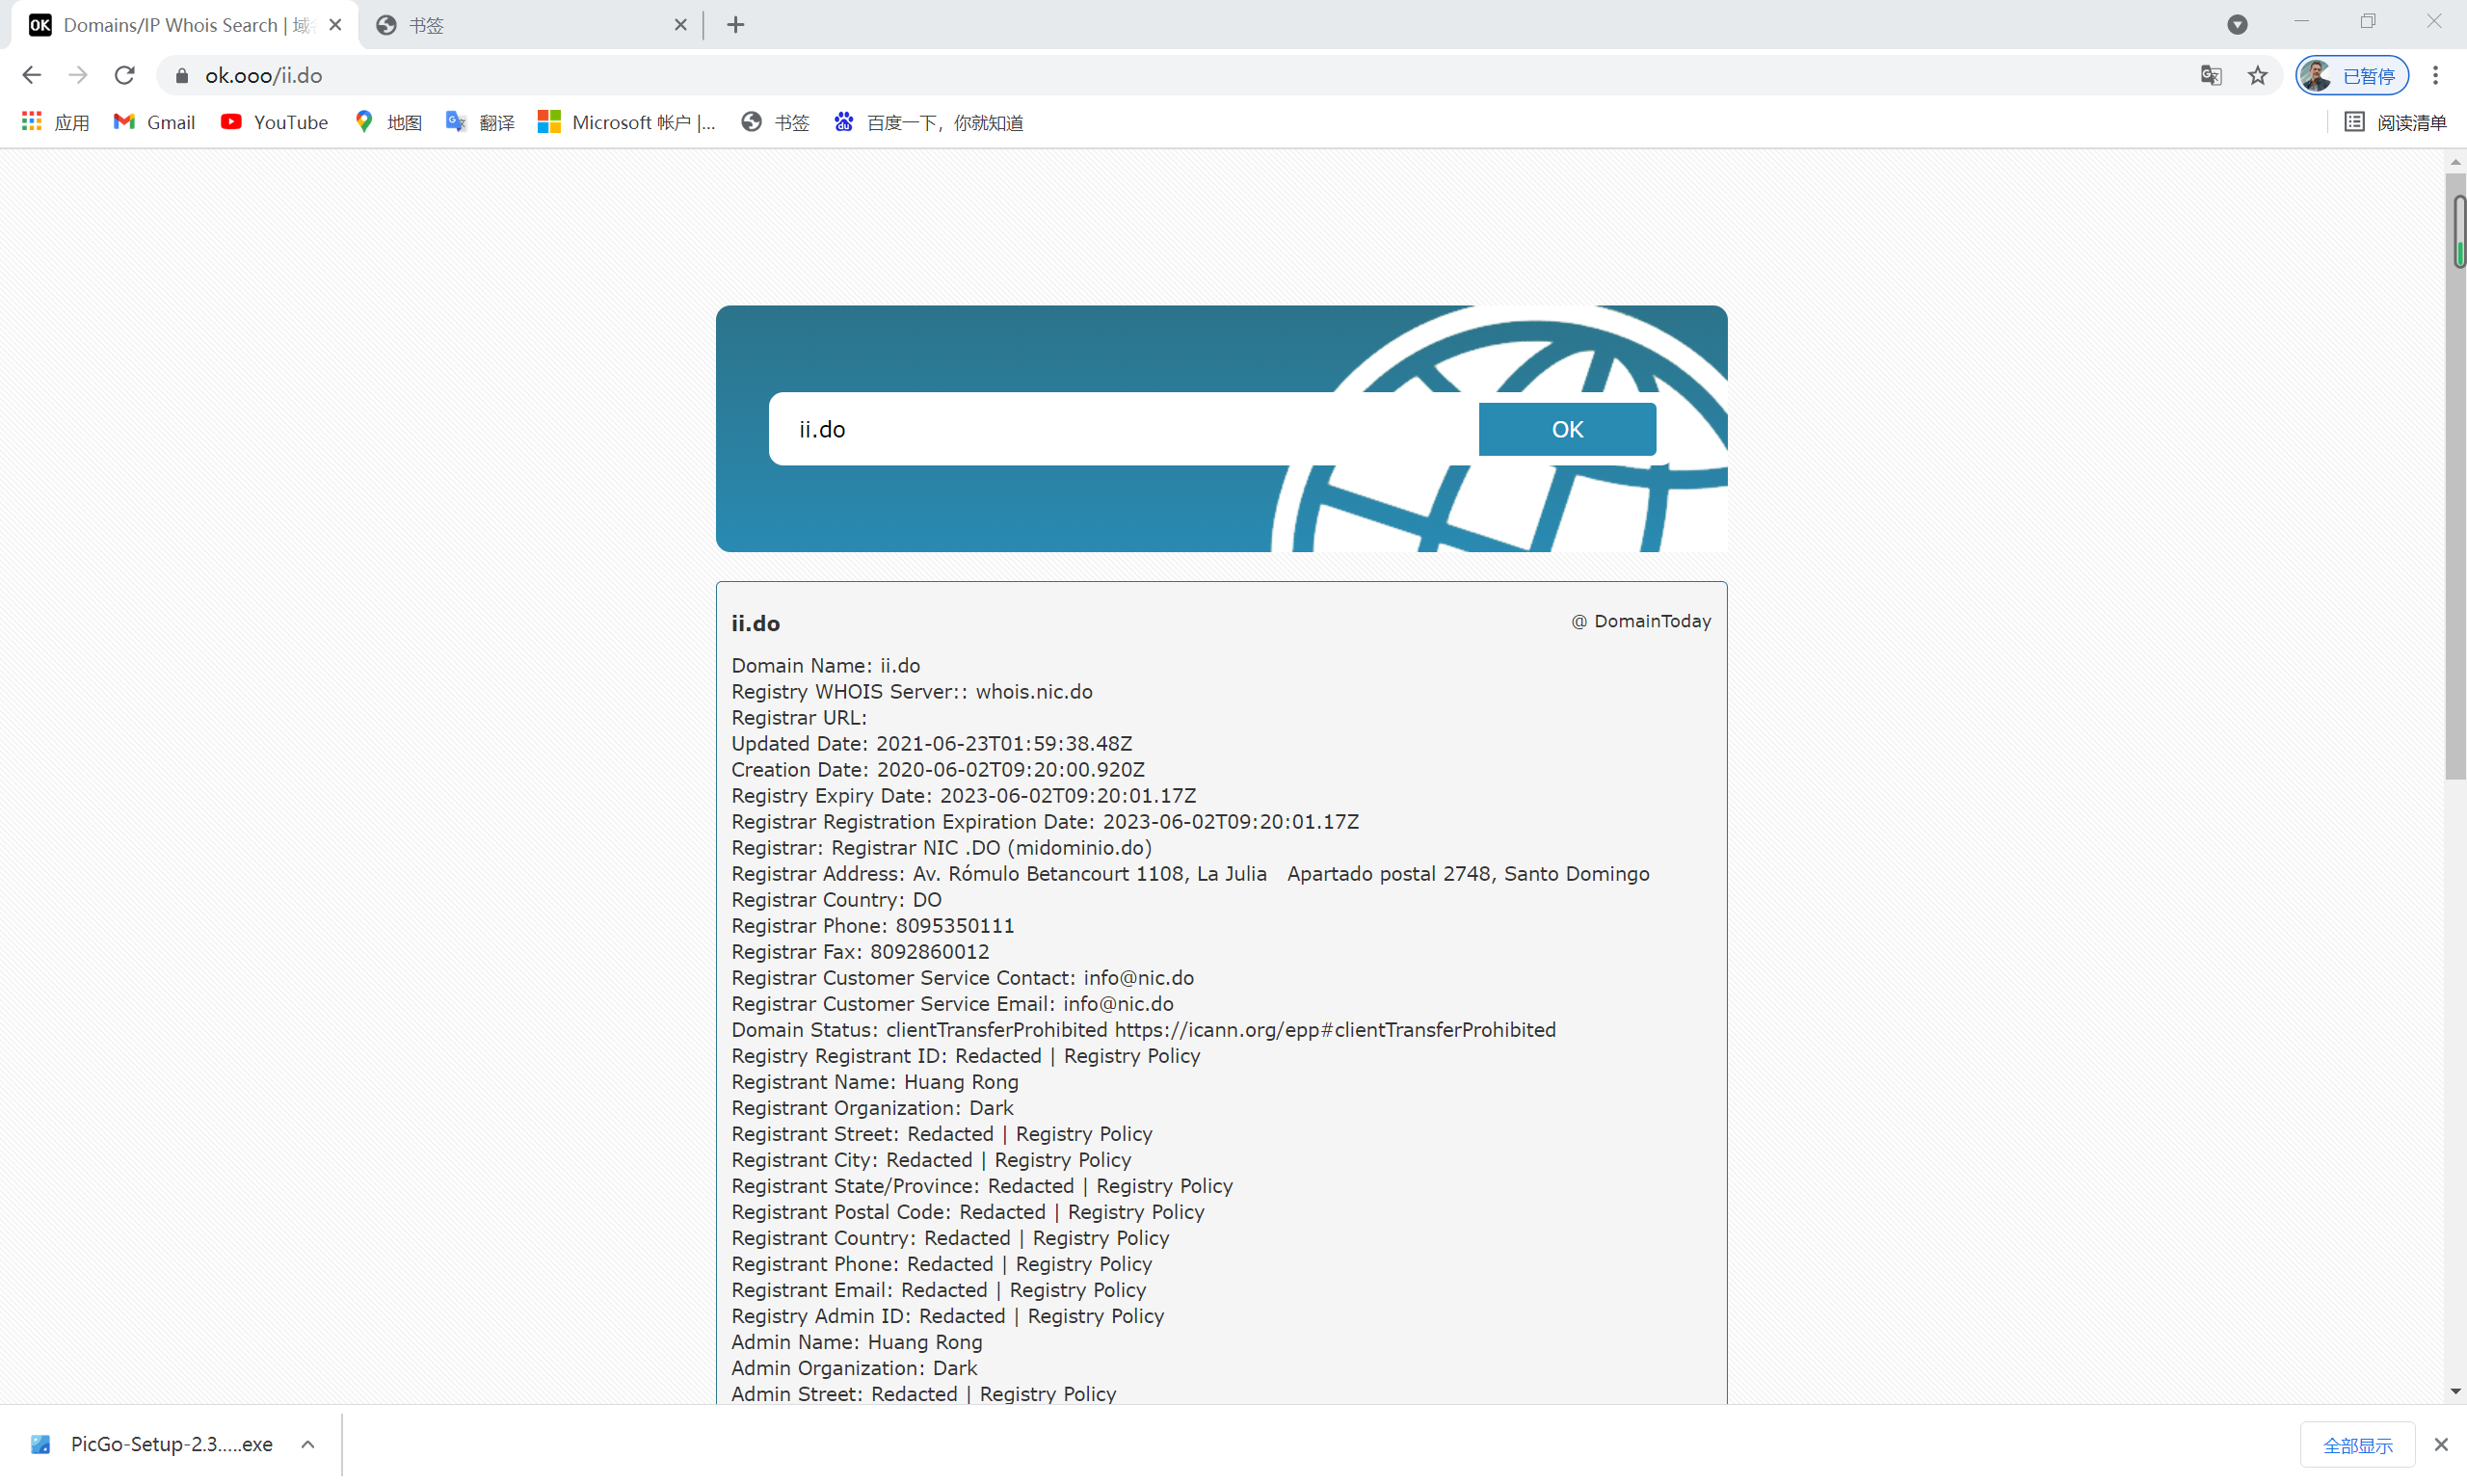 OK Domains/IP Whois Search | 域
书签
ok.ooo/ii.do
已暂停
应用
Gmail
YouTube
地图
翻译
Microsoft 帐户 |...
书签
百度一下，你就知道
阅读清单
ii.do
OK
ii.do
@ DomainToday
Domain Name: ii.do
Registry WHOIS Server:: whois.nic.do
Registrar URL:
Updated Date: 2021-06-23T01:59:38.48Z
Creation Date: 2020-06-02T09:20:00.920Z
Registry Expiry Date: 2023-06-02T09:20:01.17Z
Registrar Registration Expiration Date: 2023-06-02T09:20:01.17Z
Registrar: Registrar NIC .DO (midominio.do)
Registrar Address: Av. Rómulo Betancourt 1108, La Julia   Apartado postal 2748, Santo Domingo
Registrar Country: DO
Registrar Phone: 8095350111
Registrar Fax: 8092860012
Registrar Customer Service Contact: info@nic.do
Registrar Customer Service Email: info@nic.do
Domain Status: clientTransferProhibited https://icann.org/epp#clientTransferProhibited
Registry Registrant ID: Redacted | Registry Policy
Registrant Name: Huang Rong
Registrant Organization: Dark
Registrant Street: Redacted | Registry Policy
Registrant City: Redacted | Registry Policy
Registrant State/Province: Redacted | Registry Policy
Registrant Postal Code: Redacted | Registry Policy
Registrant Country: Redacted | Registry Policy
Registrant Phone: Redacted | Registry Policy
Registrant Email: Redacted | Registry Policy
Registry Admin ID: Redacted | Registry Policy
Admin Name: Huang Rong
Admin Organization: Dark
Admin Street: Redacted | Registry Policy
PicGo-Setup-2.3.....exe
全部显示